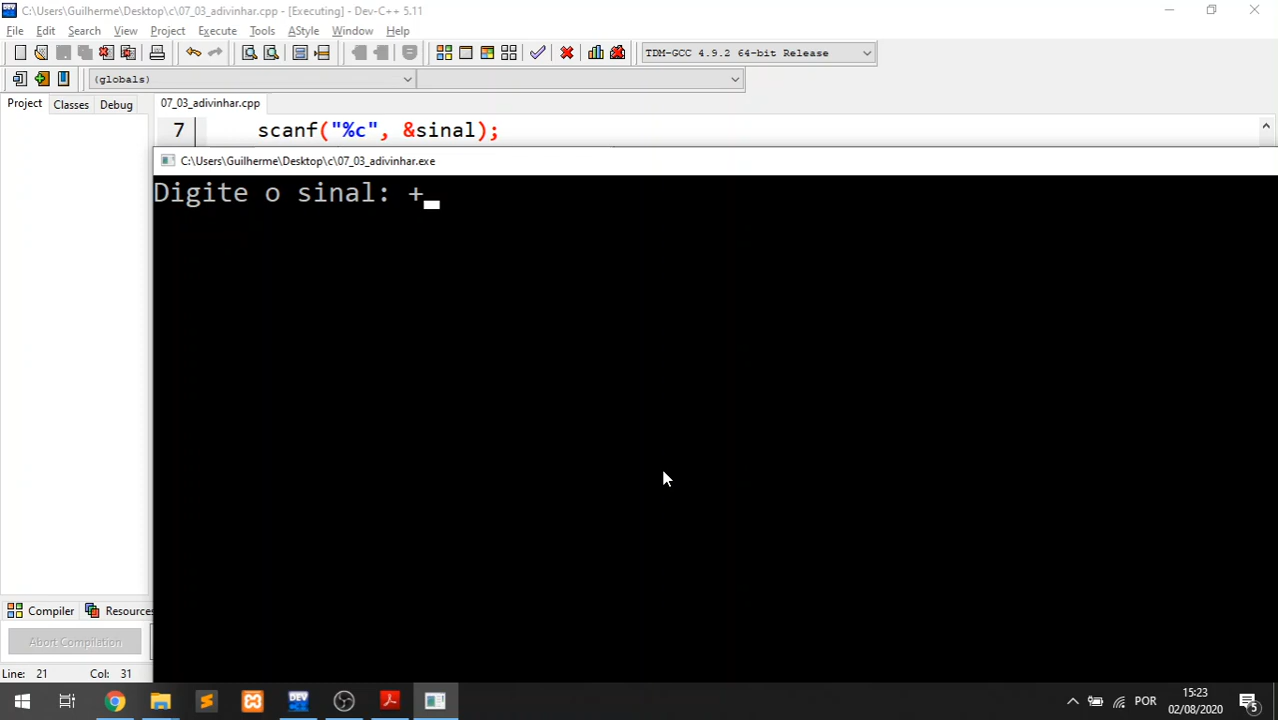 C:\Users\Guilherme\Desktop\c\07_03_adivinhar.cpp - [Executing] - Dev-C++ 5.11
File Edit Search View Project Execute Tools AStyle Window Help
TDM-GCC 4.9.2 64-bit Release
(globals)
Project Classes Debug 07_03_adivinhar.cpp
7 scanf("%c", &sinal);
C:\Users\Guilherme\Desktop\c\07_03_adivinhar.exe
Digite o sinal: +
Compiler Resources
Abort Compilation
Line: 21 Col: 31
POR
15:23
02/08/2020
5